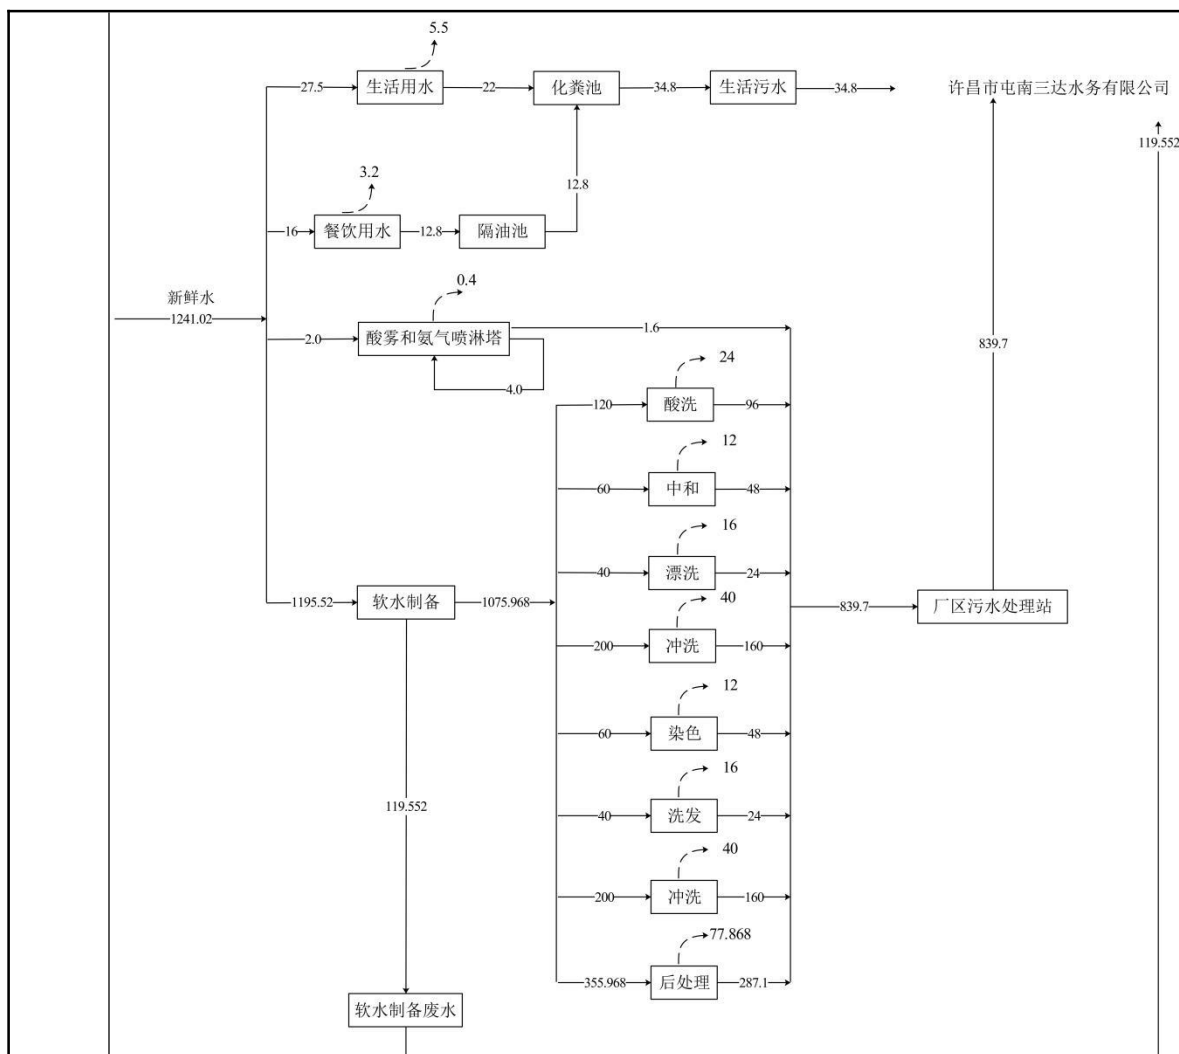 5.5
27.5
生活用水
22
化粪池
34.8
生活污水
34.8
许昌市屯南三达水务有限公司
119.552
3.2
12.8
16
餐饮用水
12.8
隔油池
新鲜水
1241.02
0.4
2.0
酸雾和氨气喷淋塔
1.6
4.0
839.7
24
120
酸洗
96
12
60
中和
48
16
40
漂洗
24
1195.52
软水制备
1075.968
40
839.7
厂区污水处理站
200
冲洗
160
12
60
染色
48
16
119.552
40
洗发
24
40
200
冲洗
160
77.868
355.968
后处理
287.1
软水制备废水